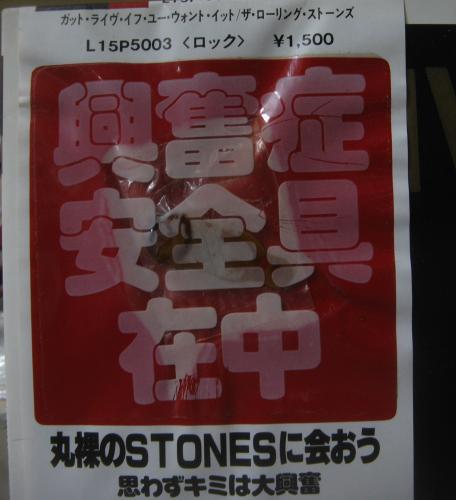 ガット・ライヴ・イフ・ユー・ウォント・イット/ザ・ローリング・ストーンズ
L15P5003〈ロック〉 ¥1,500
興奮症
安全具
在中
丸裸のSTONESに会おう
思わずキミは大興奮